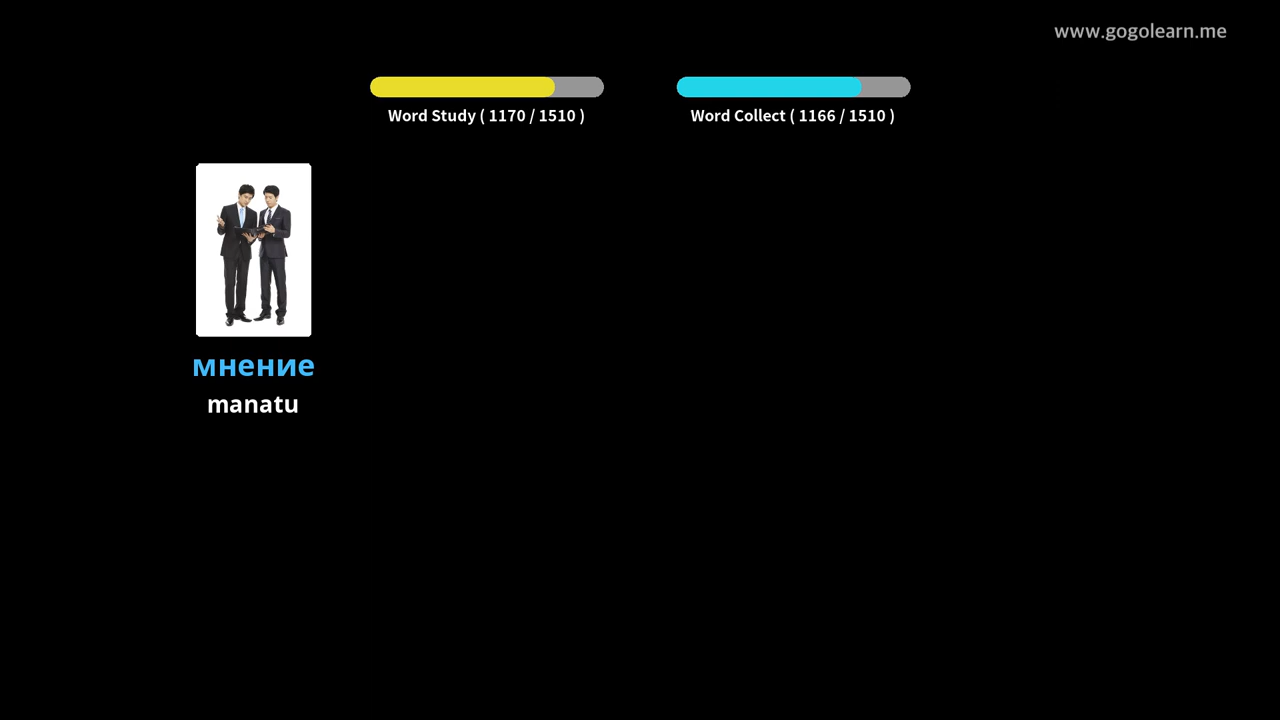 www.gogolearn.me
Word Study ( 1170 / 1510 )
Word Collect ( 1166 / 1510 )
мнение
manatu